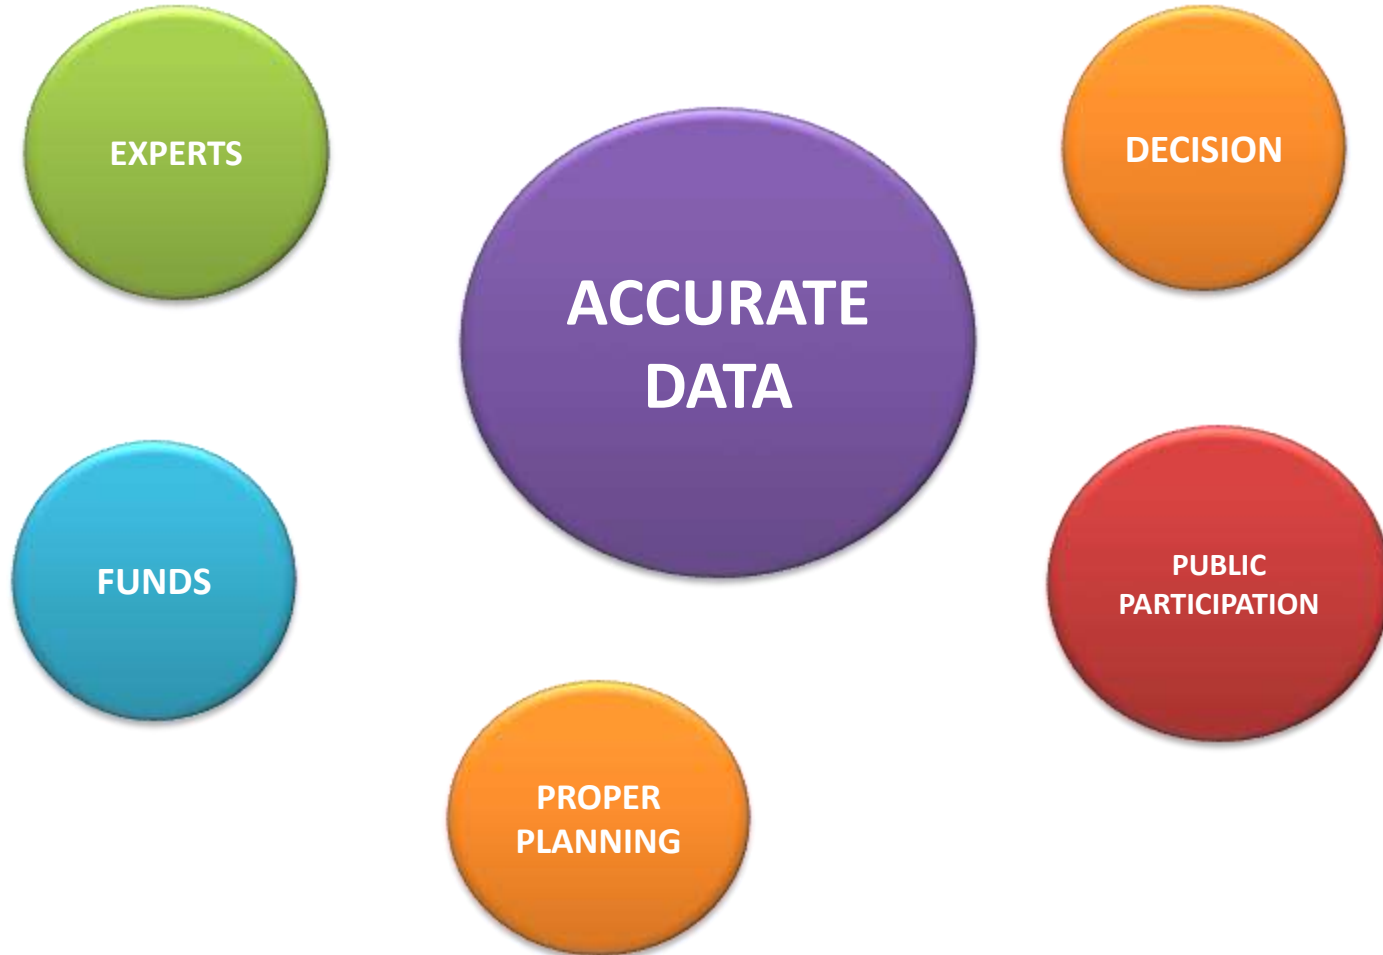 EXPERTS
DECISION
ACCURATE
DATA
FUNDS
PUBLIC
PARTICIPATION
PROPER
PLANNING